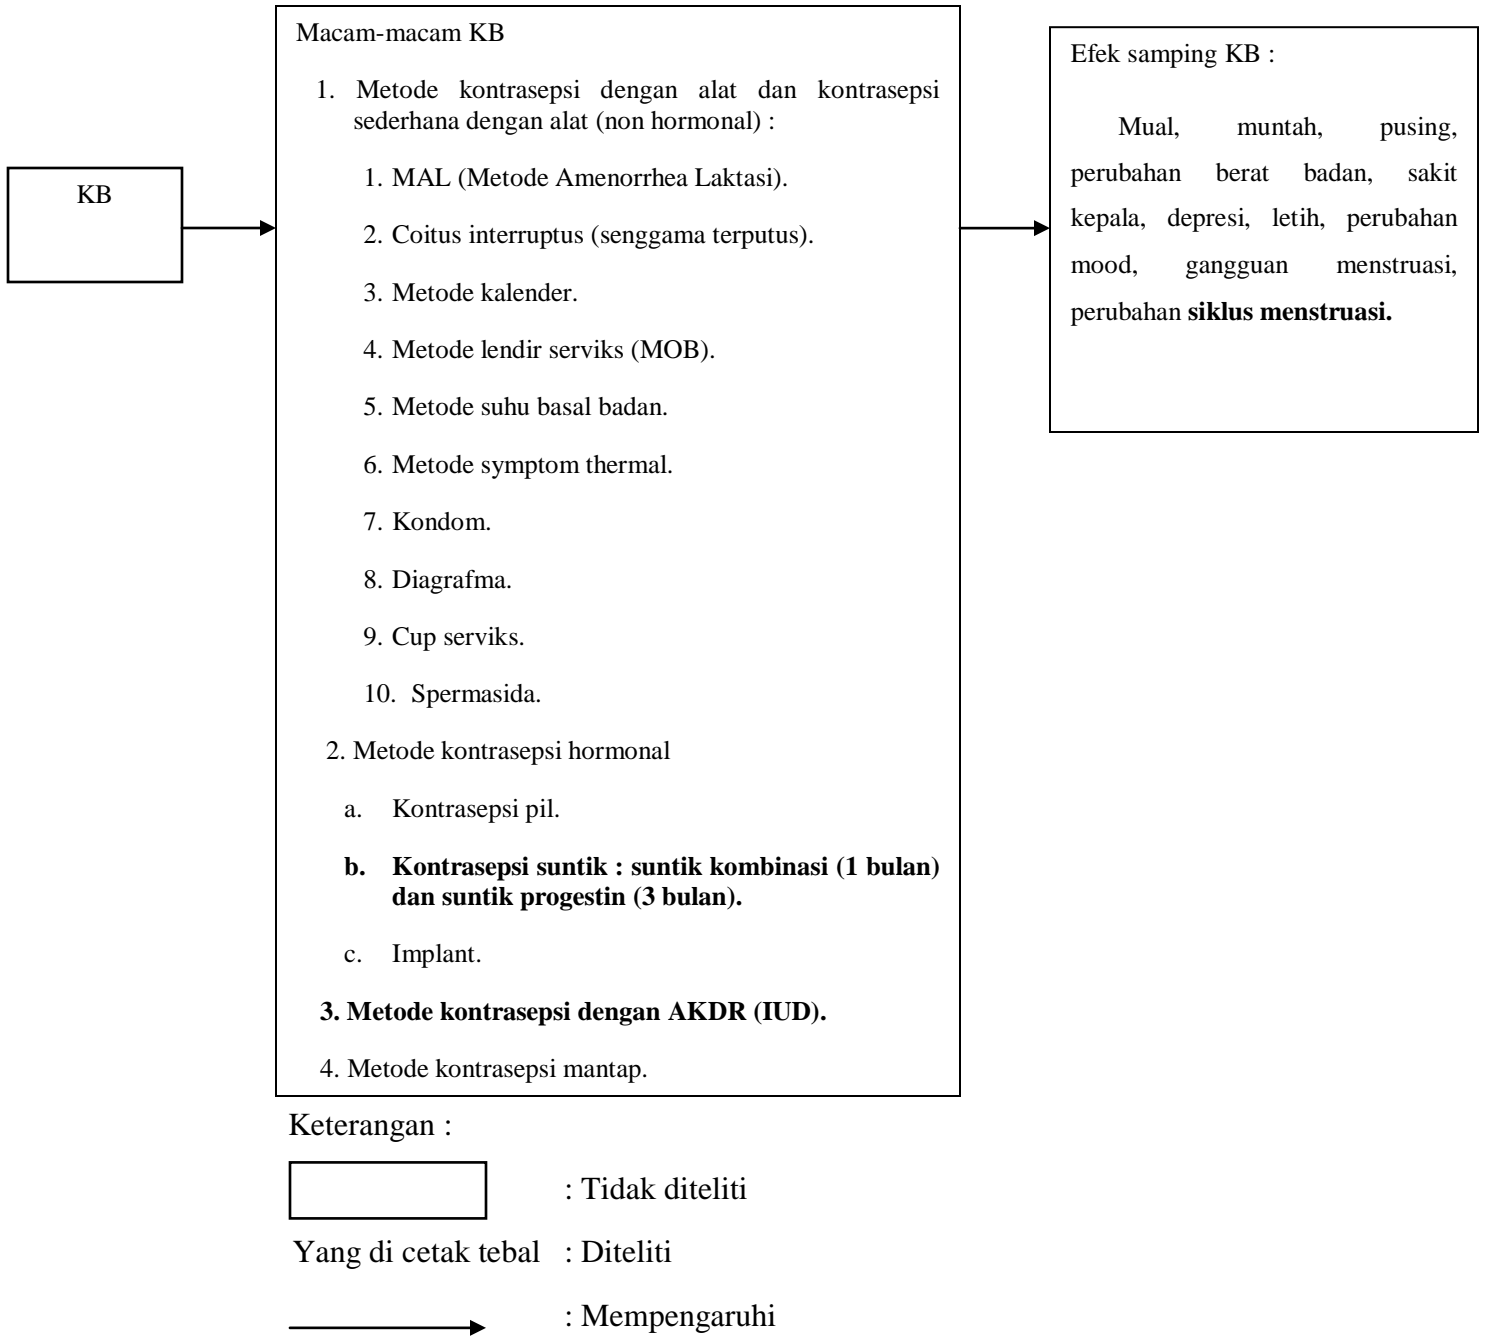 KB
Macam-macam KB
1. Metode kontrasepsi dengan alat dan kontrasepsi
sederhana dengan alat (non hormonal) :
1. MAL (Metode Amenorrhea Laktasi).
2. Coitus interruptus (senggama terputus).
3. Metode kalender.
4. Metode lendir serviks (MOB).
5. Metode suhu basal badan.
6. Metode symptom thermal.
7. Kondom.
8. Diagrafma.
9. Cup serviks.
10. Spermasida.
2. Metode kontrasepsi hormonal
a. Kontrasepsi pil.
b. Kontrasepsi suntik : suntik kombinasi (1 bulan)
dan suntik progestin (3 bulan).
c. Implant.
3. Metode kontrasepsi dengan AKDR (IUD).
4. Metode kontrasepsi mantap.
Efek samping KB :
Mual, muntah, pusing,
perubahan berat badan, sakit
kepala, depresi, letih, perubahan
mood, gangguan menstruasi,
perubahan siklus menstruasi.
Keterangan :
: Tidak diteliti
Yang di cetak tebal : Diteliti
: Mempengaruhi